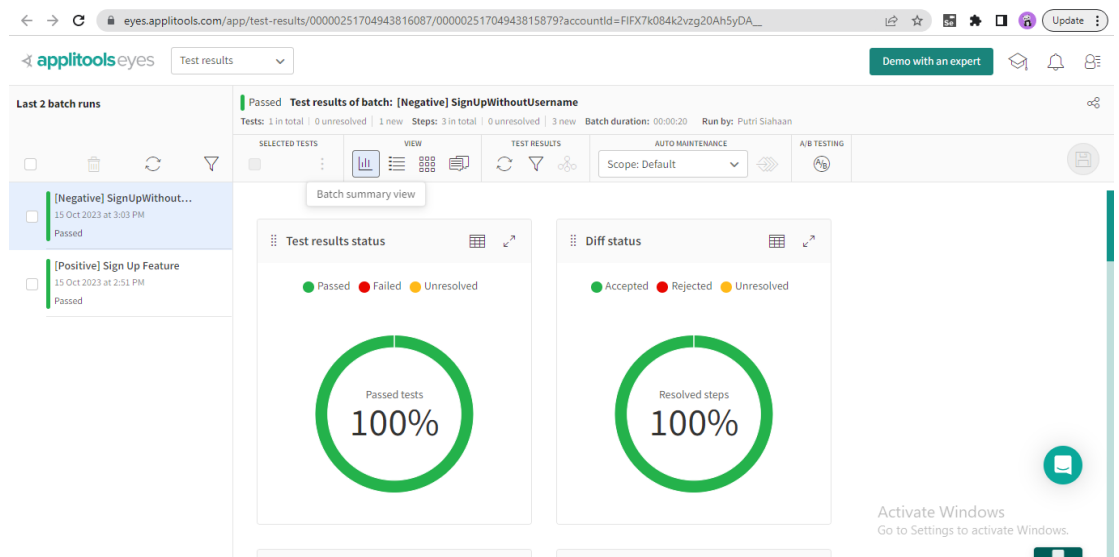 eyes.applitools.com/app/test-results/00000251704943816087/00000251704943815879?accountId=FIFX7k084k2vzg20Ah5yDA__
Se
Update
applitools eyes
Test results
Demo with an expert
Last 2 batch runs
Passed Test results of batch: [Negative] SignUpWithoutUsername
Tests: 1 in total | 0 unresolved | 1 new Steps: 3 in total | 0 unresolved | 3 new Batch duration: 00:00:20 Run by: Putri Siahaan
SELECTED TESTS
VIEW
TEST RESULTS
AUTO MAINTENANCE
A/B TESTING
Scope: Default
A/B
Batch summary view
[Negative] SignUpWithout...
15 Oct 2023 at 3:03 PM
Passed
[Positive] Sign Up Feature
15 Oct 2023 at 2:51 PM
Passed
Test results status
Passed Failed Unresolved
Passed tests
100%
Diff status
Accepted Rejected Unresolved
Resolved steps
100%
Activate Windows
Go to Settings to activate Windows.